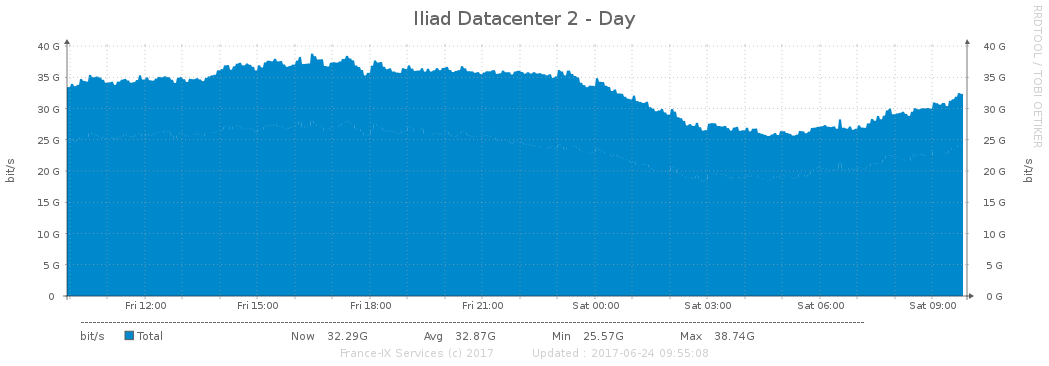 Iliad Datacenter 2 - Day
RRDTOOL / TOBI OETIKER
40 G 40 G
35 G 35 G
30 G 30 G
25 G 25 G
20 G 20 G
15 G 15 G
10 G 10 G
5 G 5 G
0 0 G
bit/s bit/s
Fri 12:00 Fri 15:00 Fri 18:00 Fri 21:00 Sat 00:00 Sat 03:00 Sat 06:00 Sat 09:00
bit/s Total Now 32.29G Avg 32.87G Min 25.57G Max 38.74G
France-IX Services (c) 2017 Updated : 2017-06-24 09:55:08